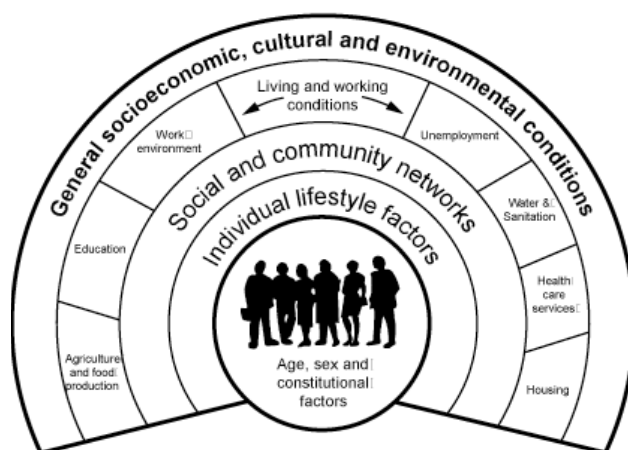 General socioeconomic, cultural and environmental conditions
Living and working
conditions
Work
environment
Unemployment
Social and community networks
Water &
Sanitation
Individual lifestyle factors
Education
Health
care
services
Agriculture
and food
production
Housing
Age, sex and
constitutional
factors